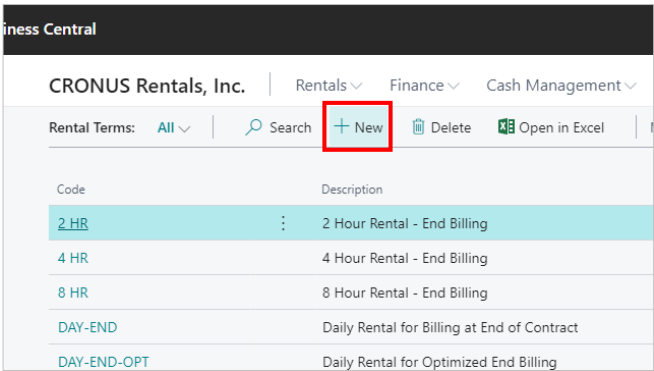 iness Central
CRONUS Rentals, Inc. Rentals Finance Cash Management
Rental Terms: All Search + New Delete Open in Excel
Code Description
2 HR 2 Hour Rental - End Billing
4 HR 4 Hour Rental - End Billing
8 HR 8 Hour Rental - End Billing
DAY-END Daily Rental for Billing at End of Contract
DAY-END-OPT Daily Rental for Optimized End Billing